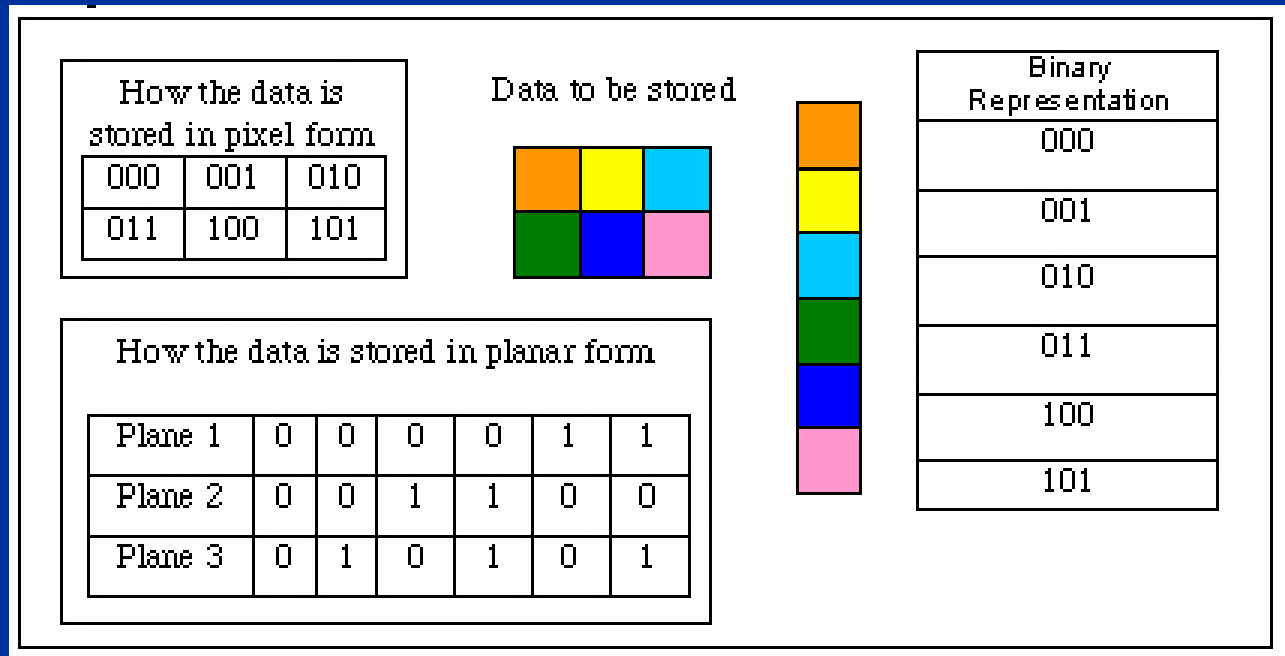 How the data is
stored in pixel form
000 001 010
011 100 101
Data to be stored
Binary
Representation
000
001
010
011
100
101
How the data is stored in planar form
Plane 1 0 0 0 0 1 1
Plane 2 0 0 1 1 0 0
Plane 3 0 1 0 1 0 1